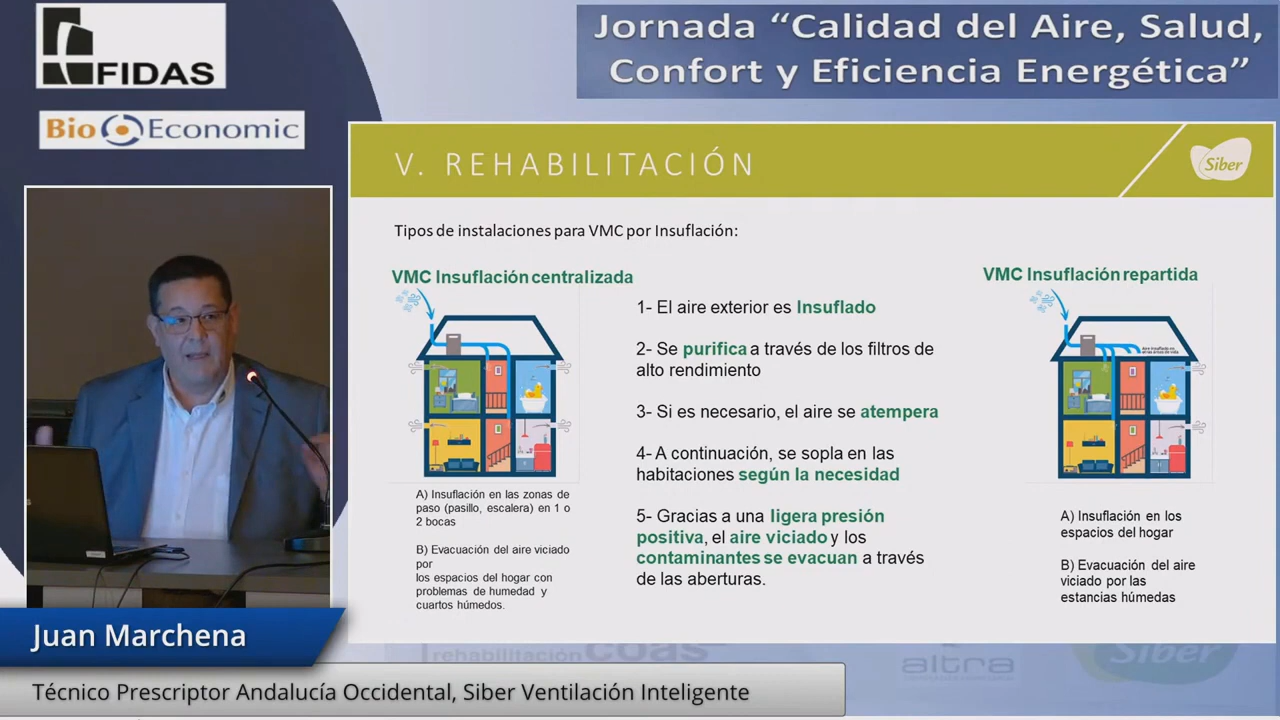 FIDAS
BioEconomic
Jornada “Calidad del Aire, Salud,
Confort y Eficiencia Energética”
V. REHABILITACIÓN
Siber
Tipos de instalaciones para VMC por Insuflación:
VMC Insuflación centralizada
A) Insuflación en las zonas de
paso (pasillo, escalera) en 1 o
2 bocas
B) Evacuación del aire viciado
por
los espacios del hogar con
problemas de humedad y
cuartos húmedos.
1- El aire exterior es Insuflado
2- Se purifica a través de los filtros de
alto rendimiento
3- Si es necesario, el aire se atempera
4- A continuación, se sopla en las
habitaciones según la necesidad
5- Gracias a una ligera presión
positiva, el aire viciado y los
contaminantes se evacuan a través
de las aberturas.
VMC Insuflación repartida
A) Insuflación en los
espacios del hogar
B) Evacuación del aire
viciado por las
estancias húmedas
Juan Marchena
Técnico Prescriptor Andalucía Occidental, Siber Ventilación Inteligente
rehabilitación coas
altra
Siber